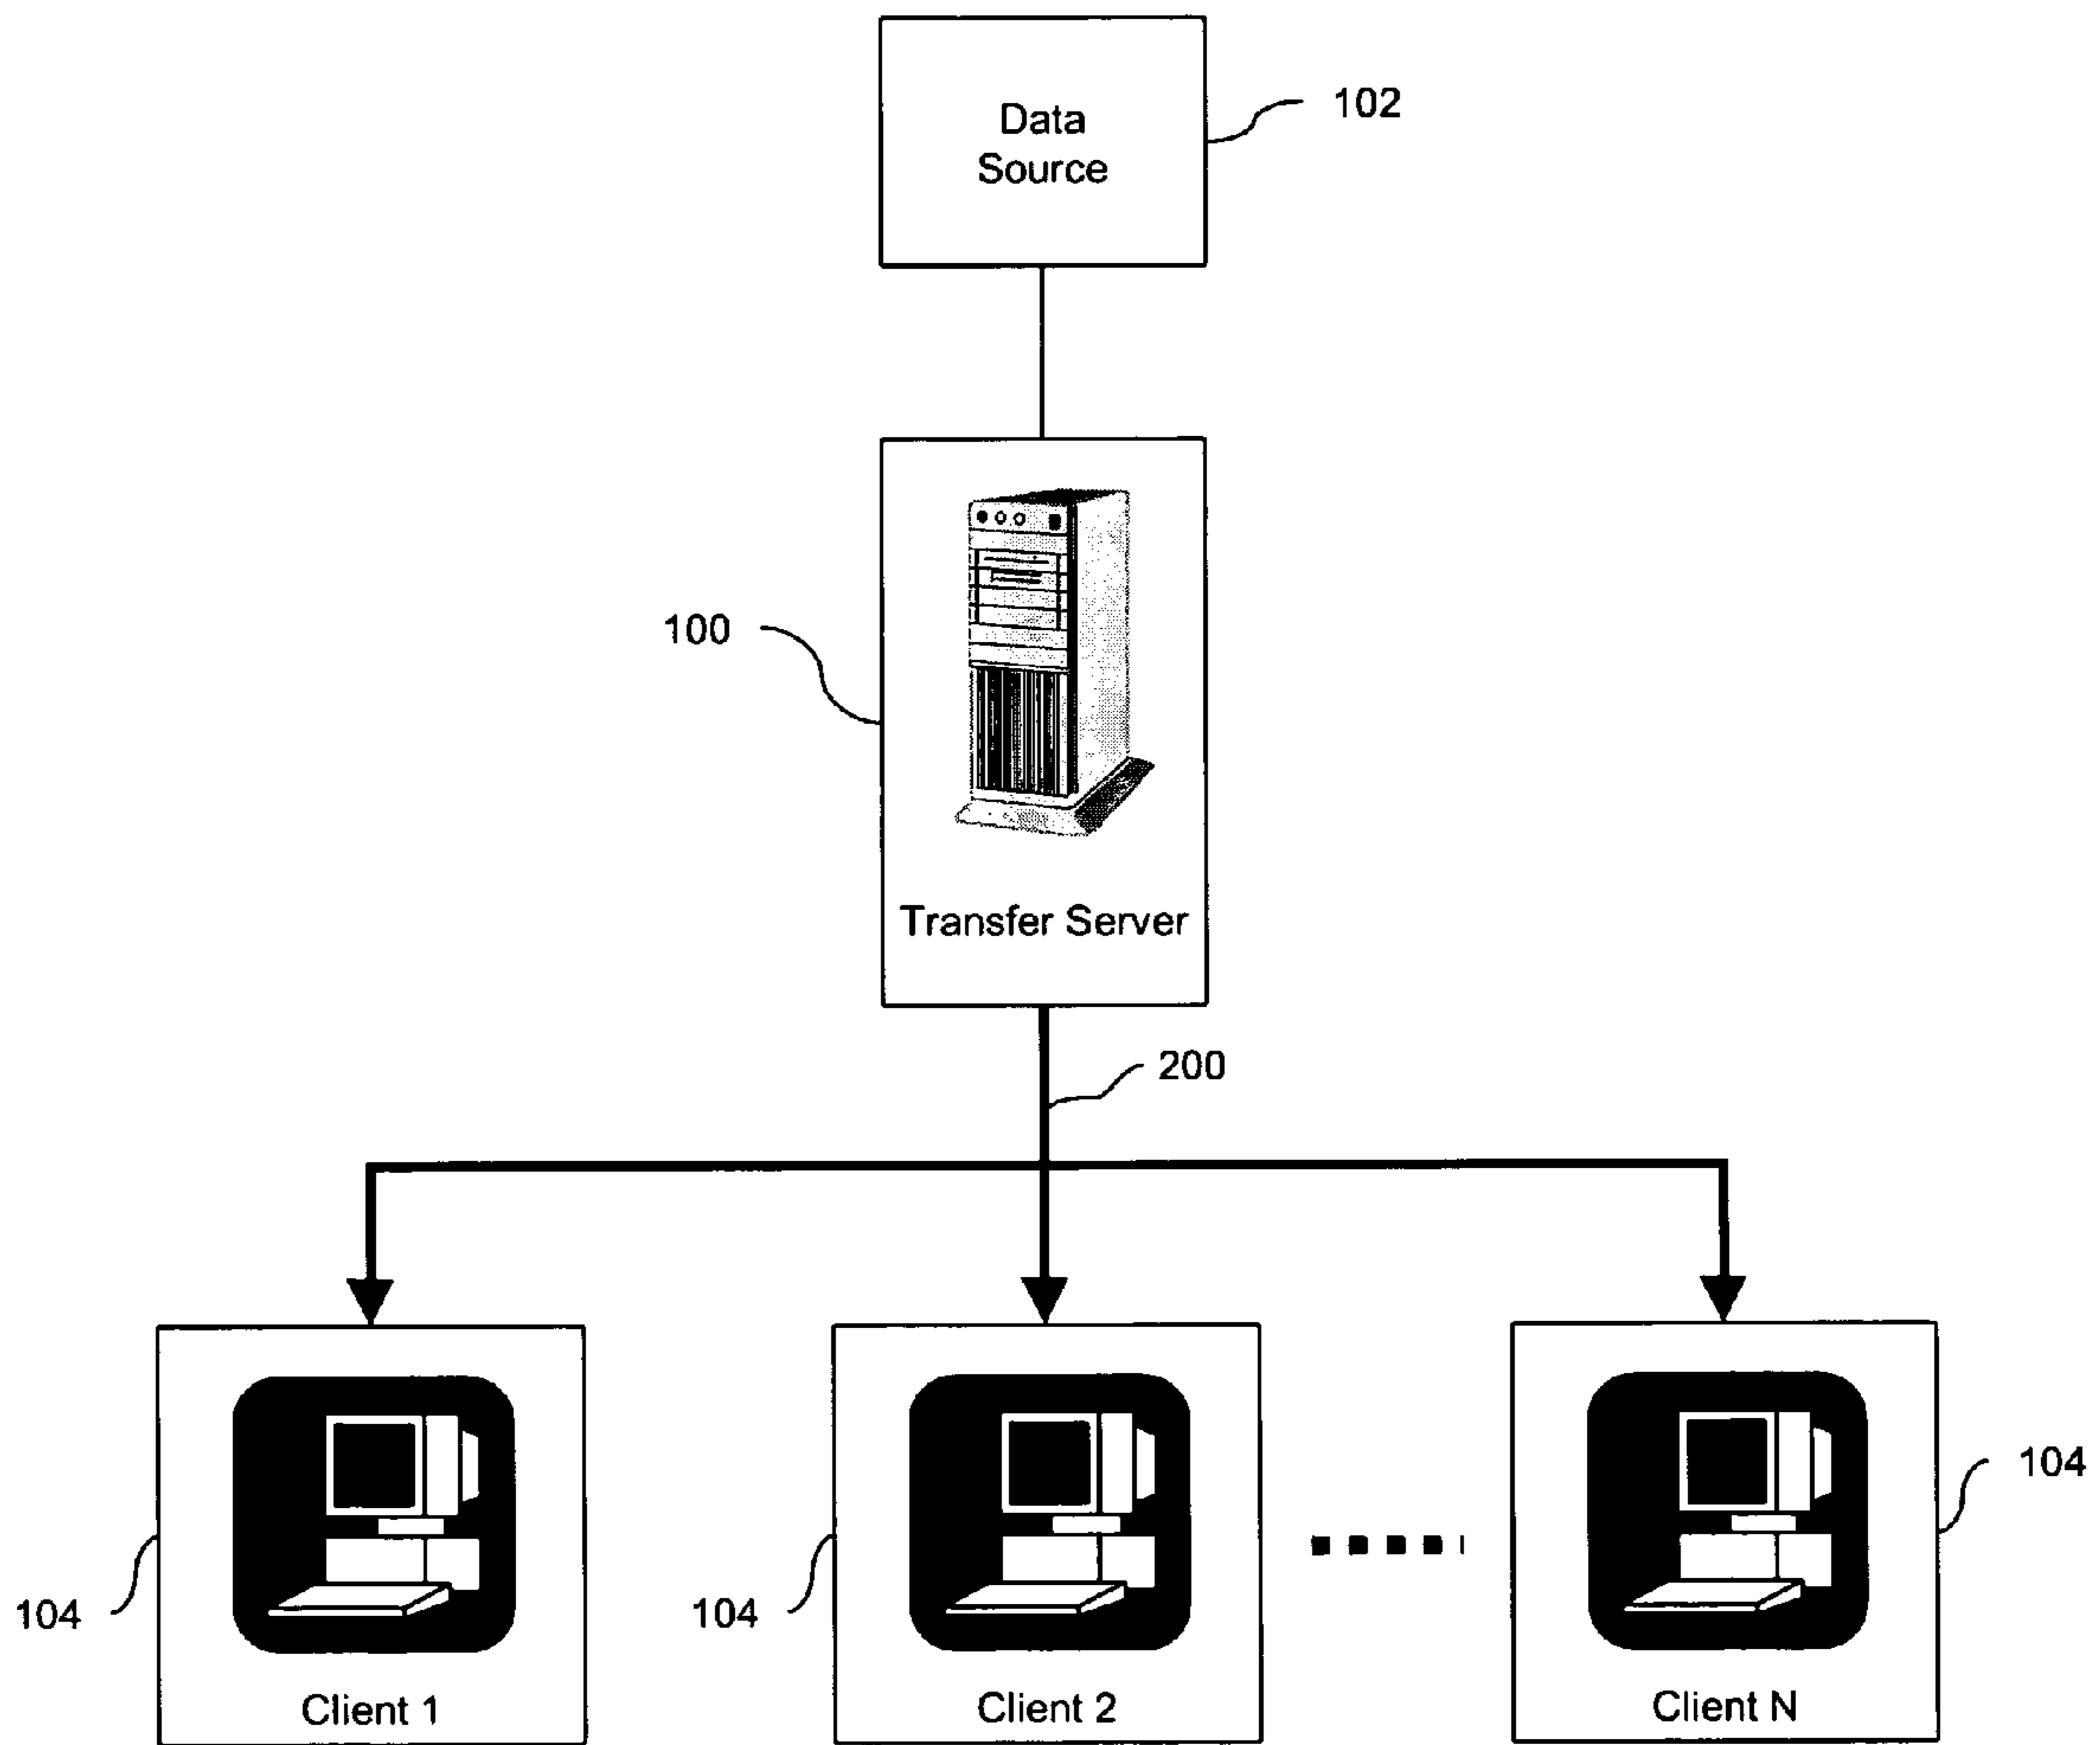 Data
Source
102
100
Transfer Server
200
104
104
104
Client 1
Client 2
Client N